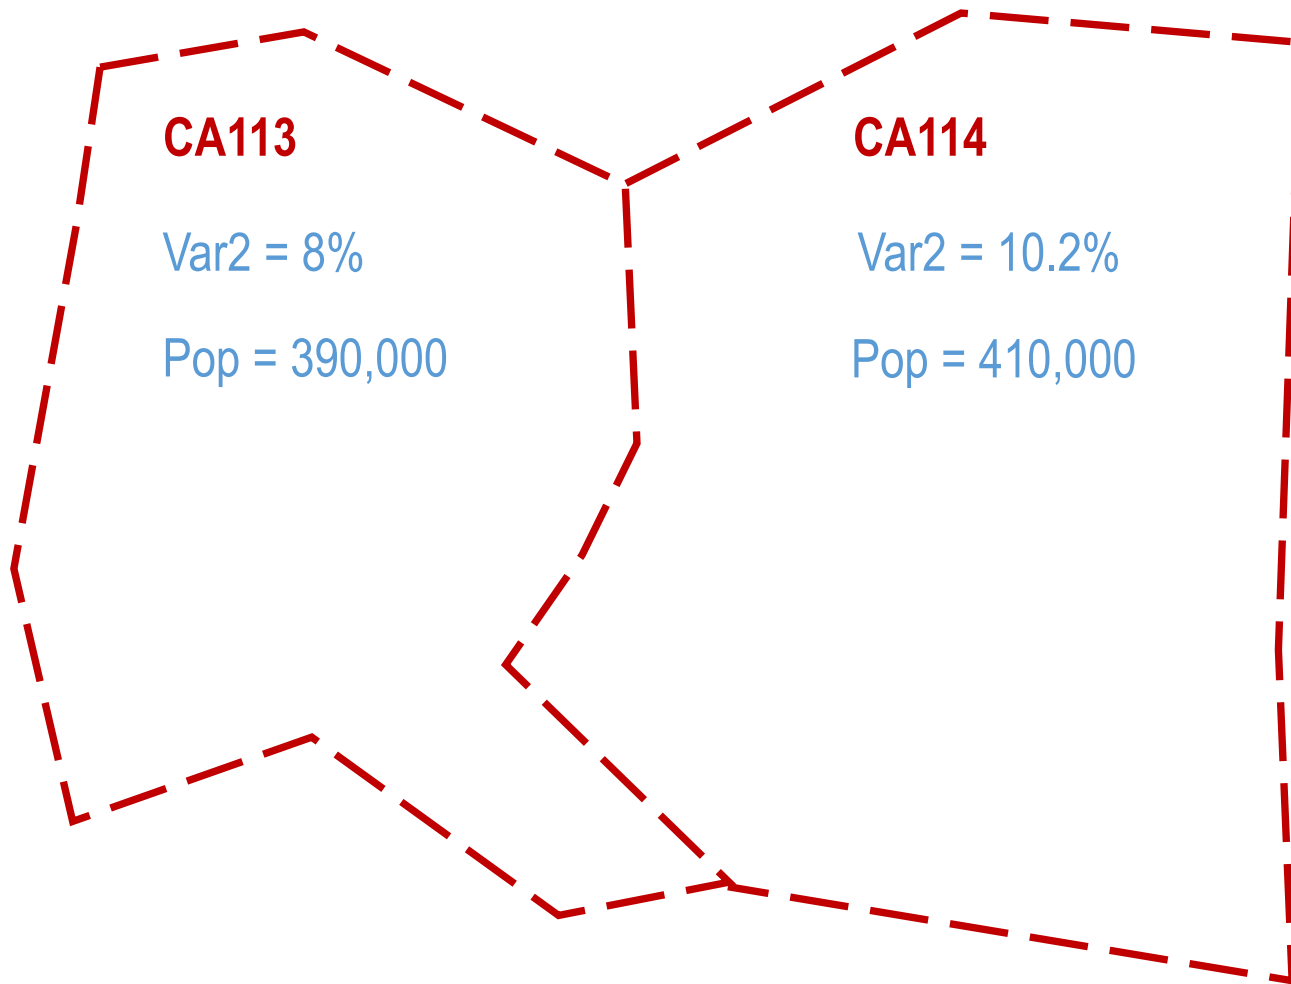 CA113
Var2 = 8%
Pop = 390,000
CA114
Var2 = 10.2%
Pop = 410,000